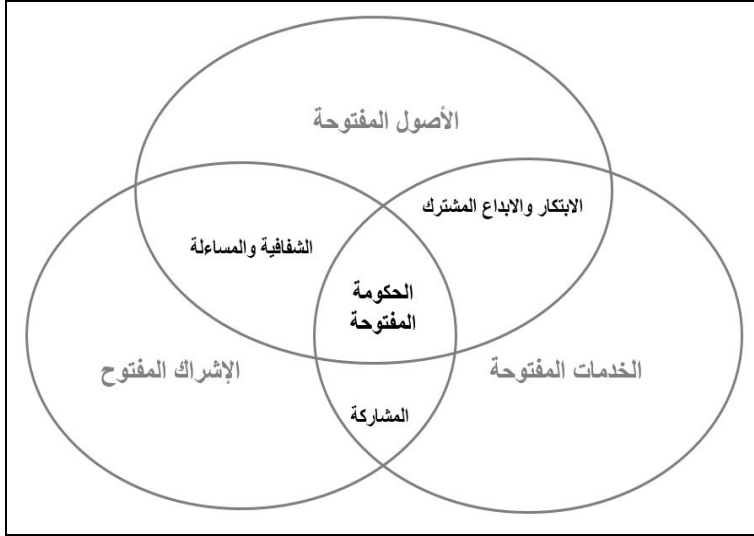 الأصول المفتوحة
الابتكار والابداع المشترك
الشفافية والمساءلة
الحكومة
المفتوحة
الخدمات المفتوحة
الإشراك المفتوح
المشاركة